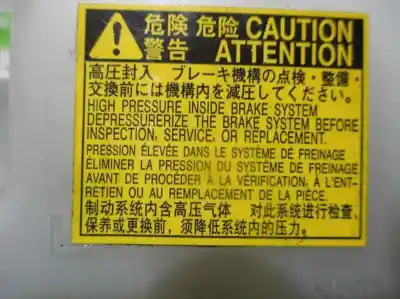 危険 危险 CAUTION
警告 ATTENTION
高圧封入 ブレーキ機構の点検・整備・
交換前には機構内を減圧してください。
HIGH PRESSURE INSIDE BRAKE SYSTEM
DEPRESSURERIZE THE BRAKE SYSTEM BEFORE
INSPECTION, SERVICE, OR REPLACEMENT.
PRESSION ÉLEVÉE DANS LE SYSTÈME DE FREINAGE
ÉLIMINER LA PRESSION DU SYSTÈME DE FREINAGE
AVANT DE PROCÉDER À LA VÉRIFICATION, À L'ENT-
RETIEN OU AU REMPLACEMENT DE LA PIÈCE.
制动系统内含高压气体 对此系统进行检查、
保养或更换前，须降低系统内的压力。